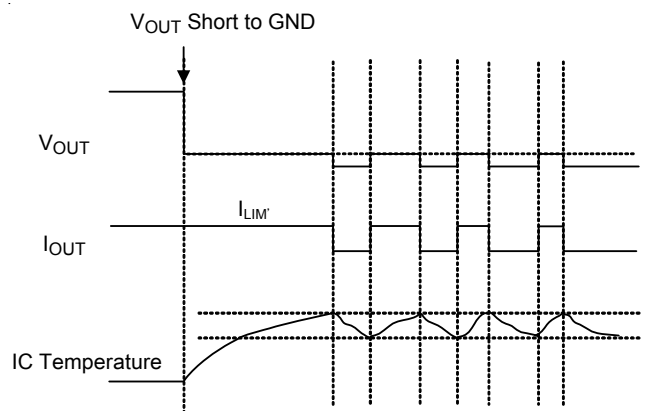 VOUT Short to GND
VOUT
ILIM'
IOUT
IC Temperature